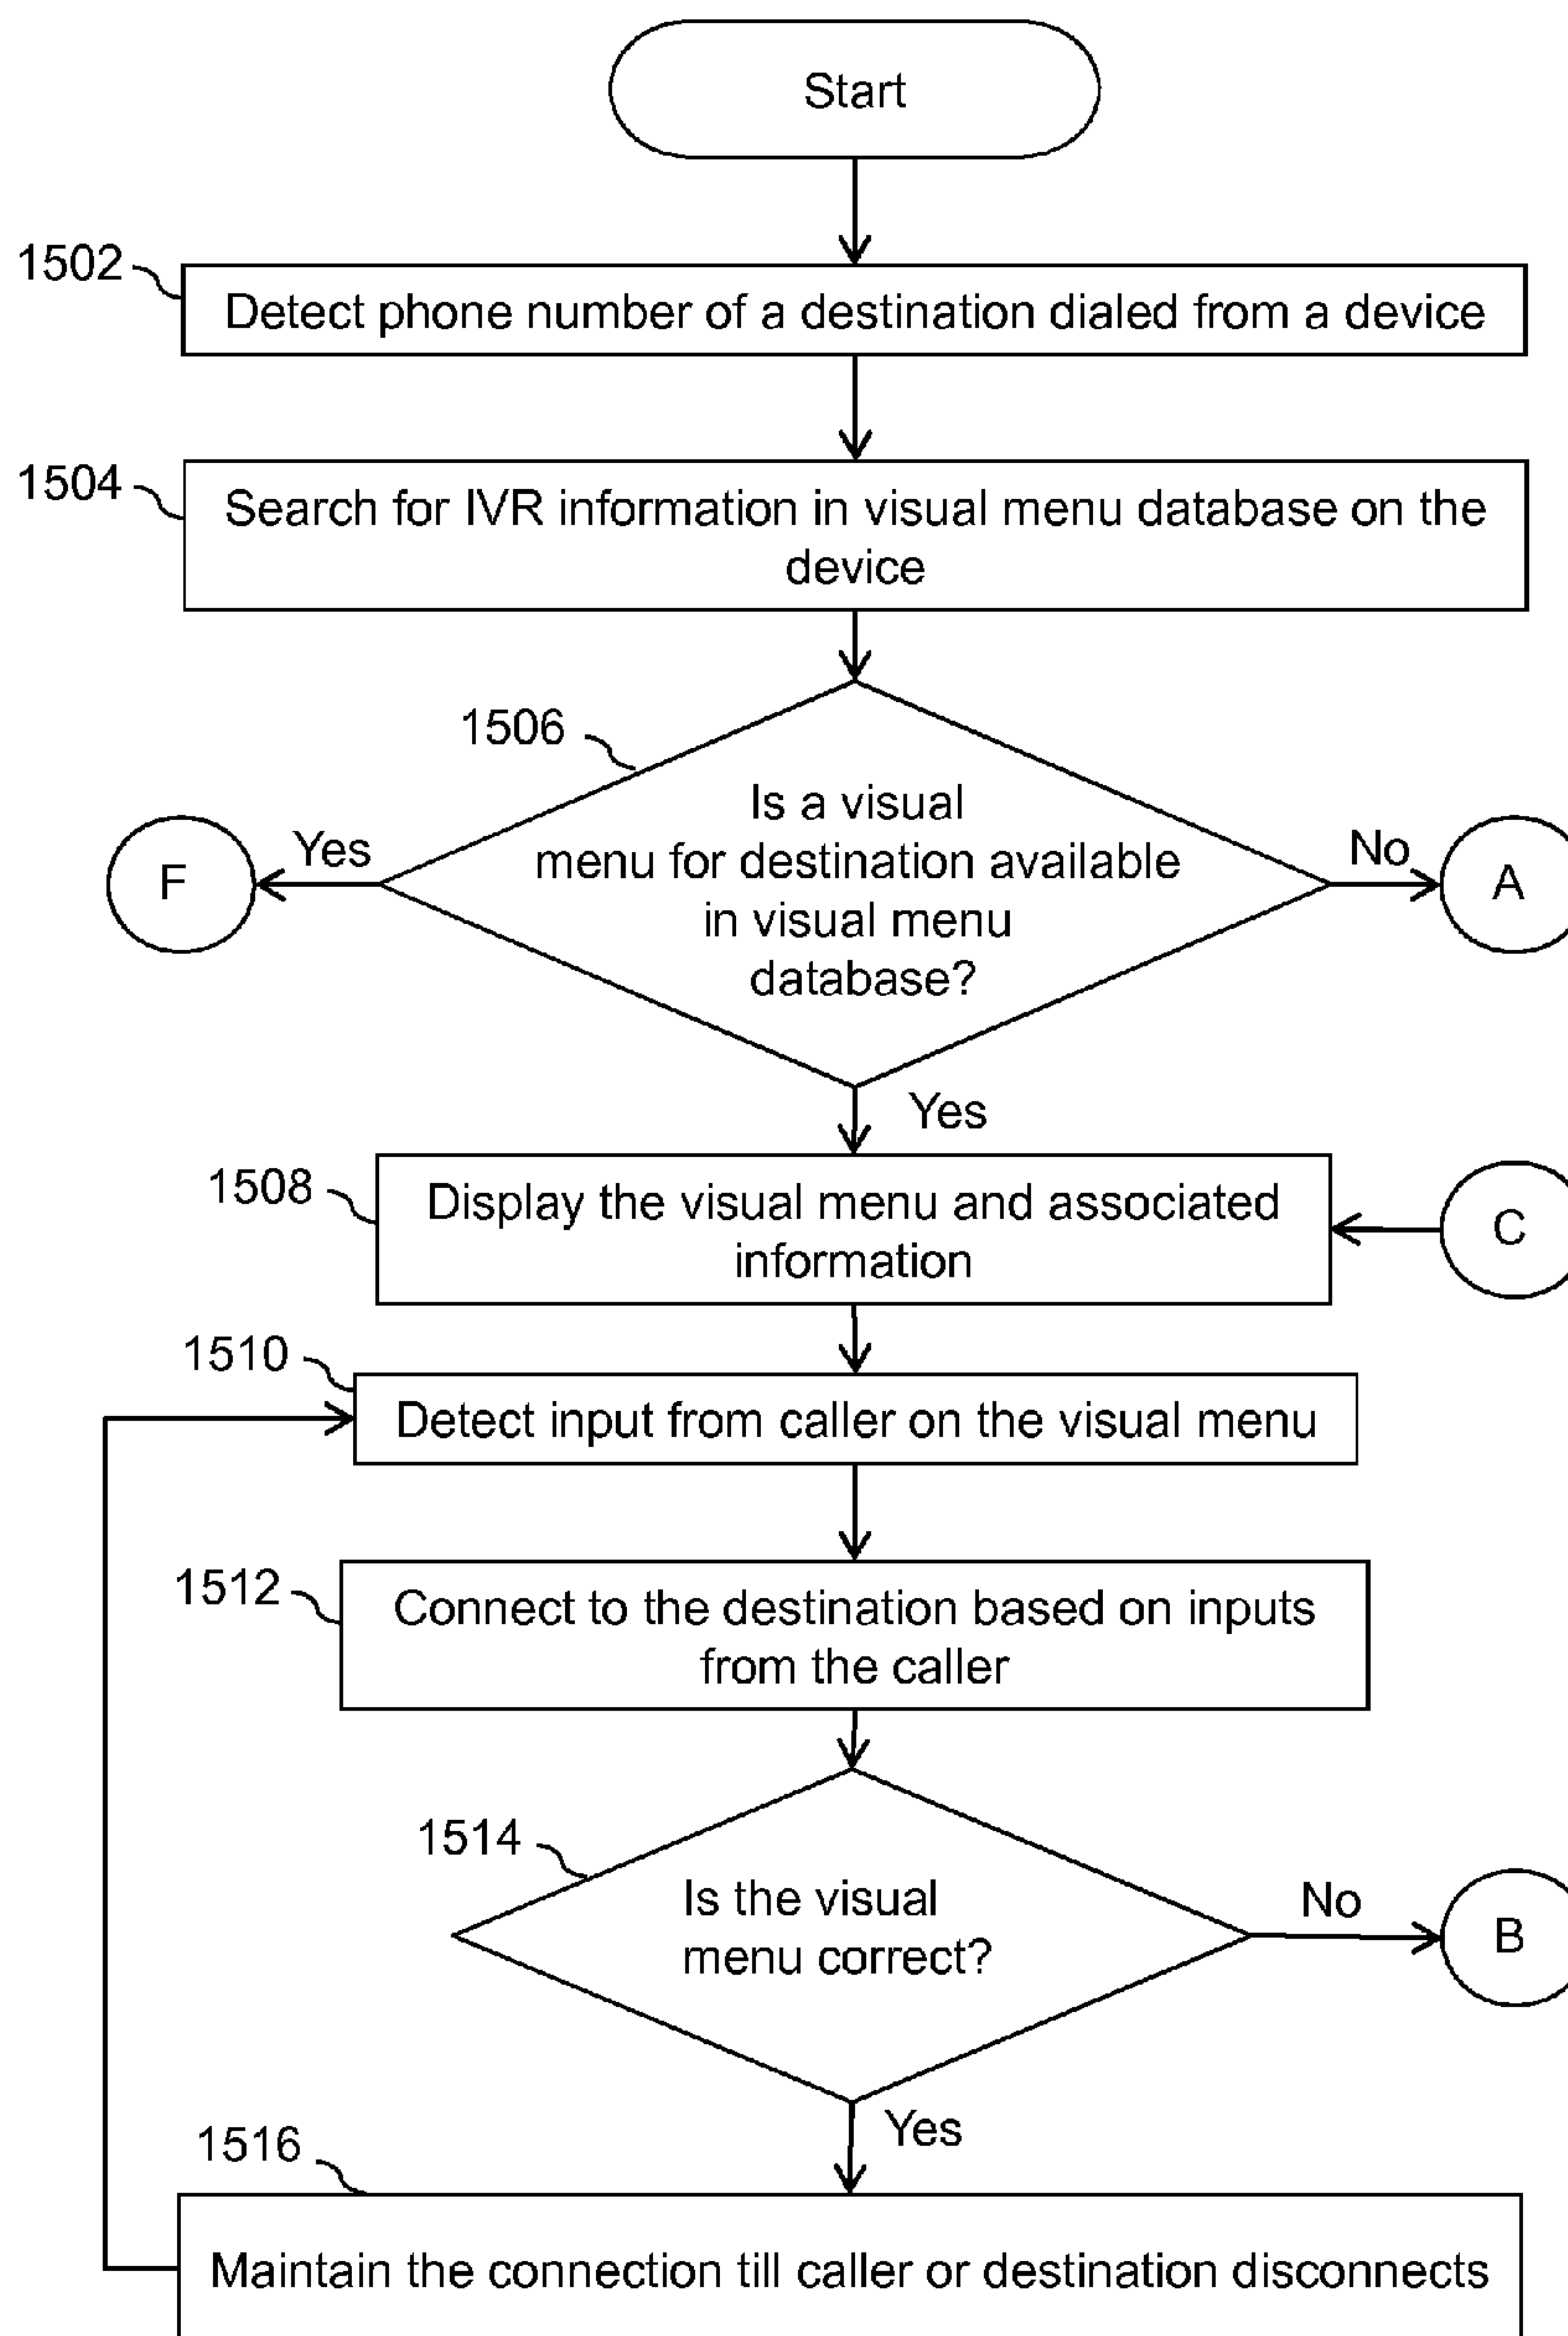 Start
1502
Detect phone number of a destination dialed from a device
1504
Search for IVR information in visual menu database on the
device
1506
Is a visual
menu for destination available
in visual menu
database?
Yes
F
No
A
Yes
1508
Display the visual menu and associated
information
C
1510
Detect input from caller on the visual menu
1512
Connect to the destination based on inputs
from the caller
1514
Is the visual
menu correct?
No
B
Yes
1516
Maintain the connection till caller or destination disconnects